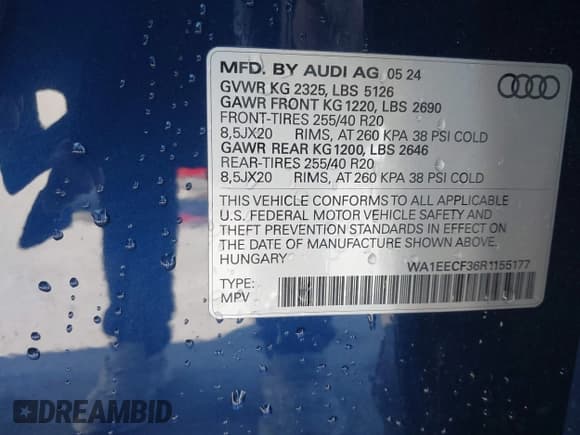 MFD. BY AUDI AG 05 24
GVWR KG 2325, LBS 5126
GAWR FRONT KG 1220, LBS 2690
FRONT-TIRES 255/40 R20
8,5JX20 RIMS, AT 260 KPA 38 PSI COLD
GAWR REAR KG 1200, LBS 2646
REAR-TIRES 255/40 R20
8,5JX20 RIMS, AT 260 KPA 38 PSI COLD
THIS VEHICLE CONFORMS TO ALL APPLICABLE
U.S. FEDERAL MOTOR VEHICLE SAFETY AND
THEFT PREVENTION STANDARDS IN EFFECT ON
THE DATE OF MANUFACTURE SHOWN ABOVE.
HUNGARY
WA1EECF36R1155177
TYPE:
MPV
DREAMBID